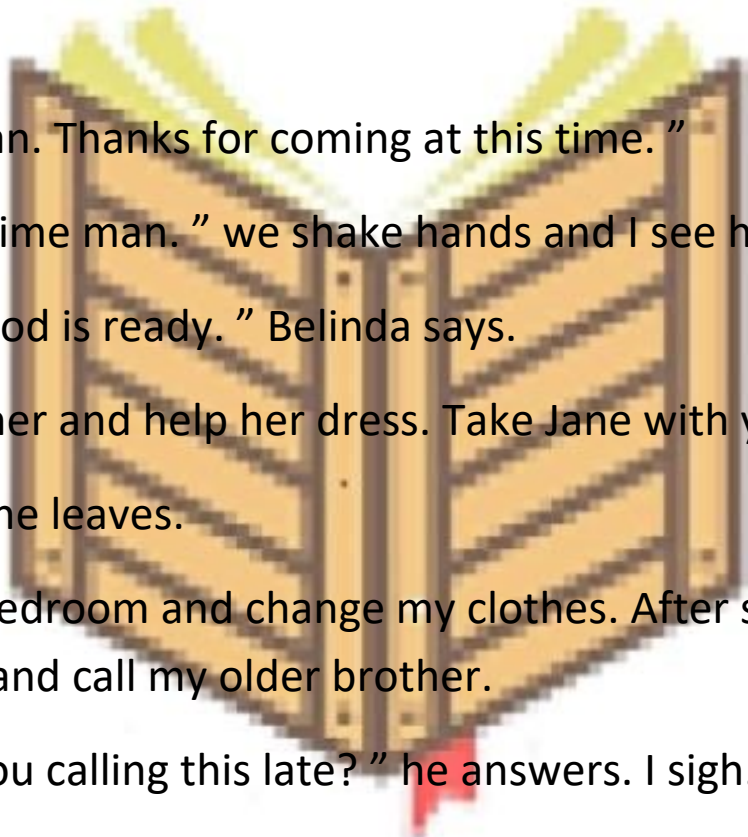 an. Thanks for coming at this time. ”
ime man. ” we shake hands and I see h
od is ready. ” Belinda says.
her and help her dress. Take Jane with y
he leaves.
edroom and change my clothes. After s
and call my older brother.
ou calling this late? ” he answers. I sigh.